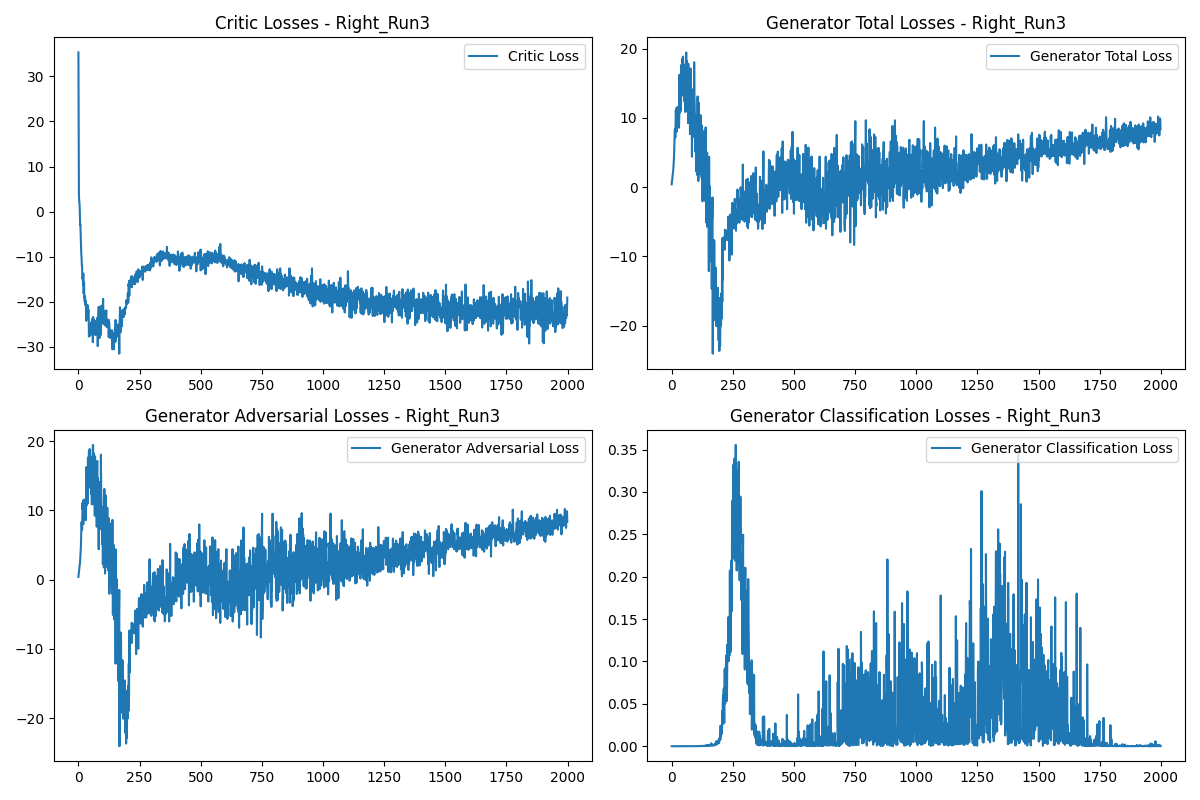 Critic Losses - Right_Run3
Critic Loss
30
20
10
0
−10
−20
−30
0 250 500 750 1000 1250 1500 1750 2000
Generator Total Losses - Right_Run3
Generator Total Loss
20
10
0
−10
−20
0 250 500 750 1000 1250 1500 1750 2000
Generator Adversarial Losses - Right_Run3
Generator Adversarial Loss
20
10
0
−10
−20
0 250 500 750 1000 1250 1500 1750 2000
Generator Classification Losses - Right_Run3
Generator Classification Loss
0.35
0.30
0.25
0.20
0.15
0.10
0.05
0.00
0 250 500 750 1000 1250 1500 1750 2000